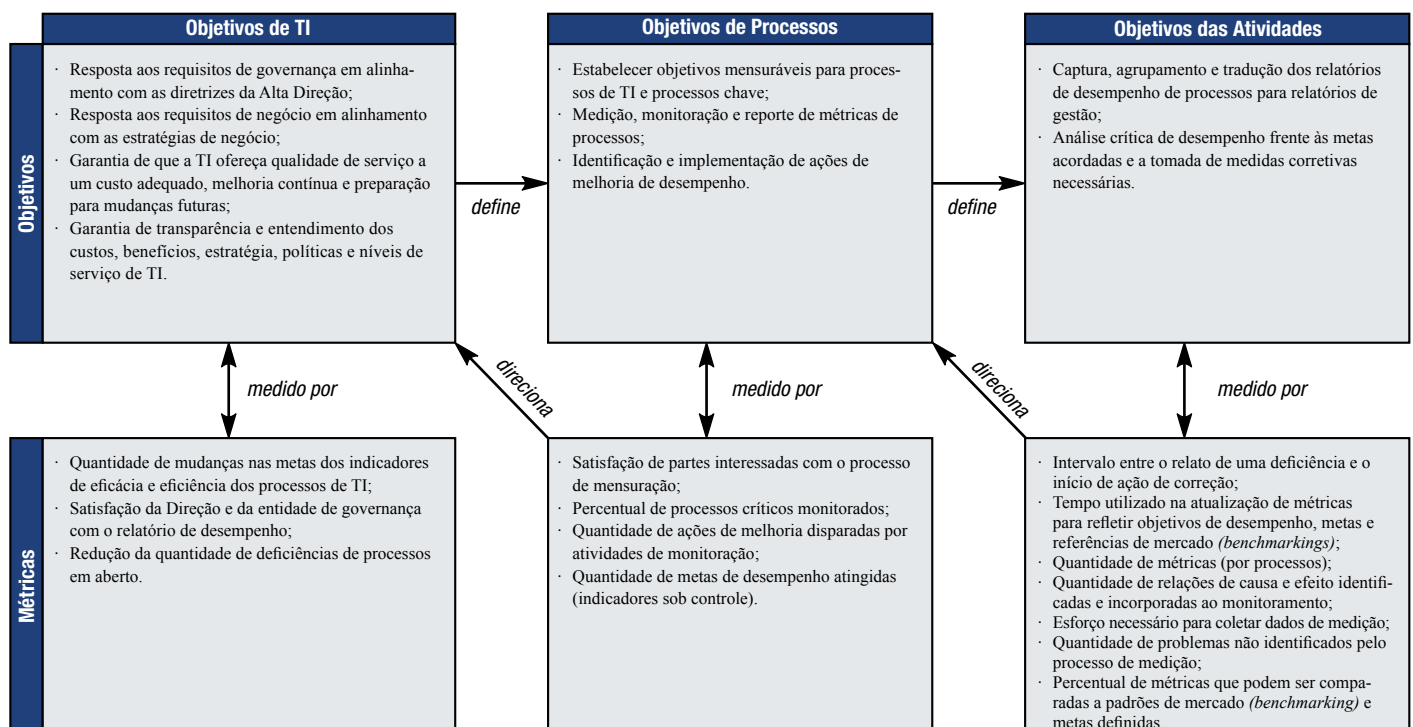 Objetivos de TI
Objetivos
· Resposta aos requisitos de governança em alinha-
mento com as diretrizes da Alta Direção;
· Resposta aos requisitos de negócio em alinhamento
com as estratégias de negócio;
· Garantia de que a TI ofereça qualidade de serviço a
um custo adequado, melhoria contínua e preparação
para mudanças futuras;
· Garantia de transparência e entendimento dos
custos, benefícios, estratégia, políticas e níveis de
serviço de TI.
define
Objetivos de Processos
· Estabelecer objetivos mensuráveis para proces-
sos de TI e processos chave;
· Medição, monitoração e reporte de métricas de
processos;
· Identificação e implementação de ações de
melhoria de desempenho.
define
Objetivos das Atividades
· Captura, agrupamento e tradução dos relatórios
de desempenho de processos para relatórios de
gestão;
· Análise crítica de desempenho frente às metas
acordadas e a tomada de medidas corretivas
necessárias.
medido por
direciona
medido por
direciona
medido por
Métricas
· Quantidade de mudanças nas metas dos indicadores
de eficácia e eficiência dos processos de TI;
· Satisfação da Direção e da entidade de governança
com o relatório de desempenho;
· Redução da quantidade de deficiências de processos
em aberto.
· Satisfação de partes interessadas com o processo
de mensuração;
· Percentual de processos críticos monitorados;
· Quantidade de ações de melhoria disparadas por
atividades de monitoração;
· Quantidade de metas de desempenho atingidas
(indicadores sob controle).
· Intervalo entre o relato de uma deficiência e o
início de ação de correção;
· Tempo utilizado na atualização de métricas
para refletir objetivos de desempenho, metas e
referências de mercado (benchmarkings);
· Quantidade de métricas (por processos);
· Quantidade de relações de causa e efeito identifi-
cadas e incorporadas ao monitoramento;
· Esforço necessário para coletar dados de medição;
· Quantidade de problemas não identificados pelo
processo de medição;
· Percentual de métricas que podem ser compa-
radas a padrões de mercado (benchmarking) e
metas definidas